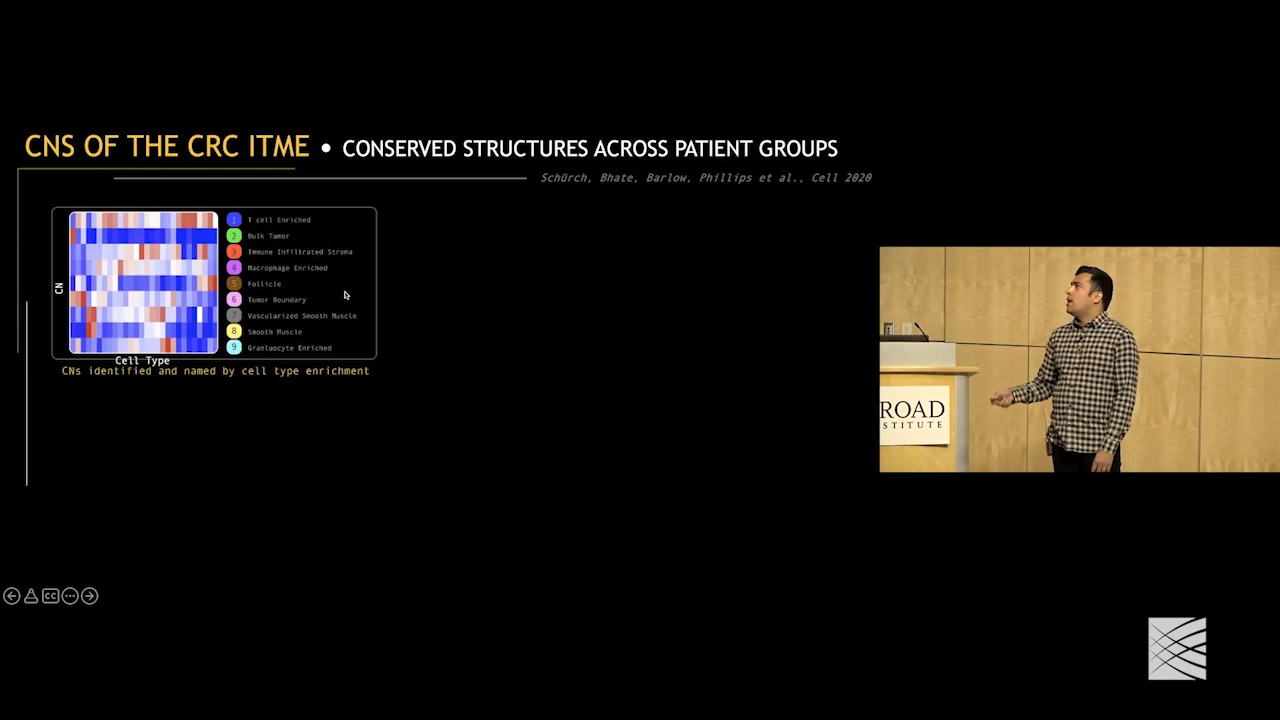 CNS OF THE CRC ITME • CONSERVED STRUCTURES ACROSS PATIENT GROUPS
Schürch, Bhate, Barlow, Phillips et al., Cell 2020
CN
1 T cell Enriched
2 Bulk Tumor
3 Immune Infiltrated Stroma
4 Macrophage Enriched
5 Follicle
6 Tumor Boundary
7 Vascularized Smooth Muscle
8 Smooth Muscle
9 Granluocyte Enriched
Cell Type
CNs identified and named by cell type enrichment
CC
ROAD
STITUTE